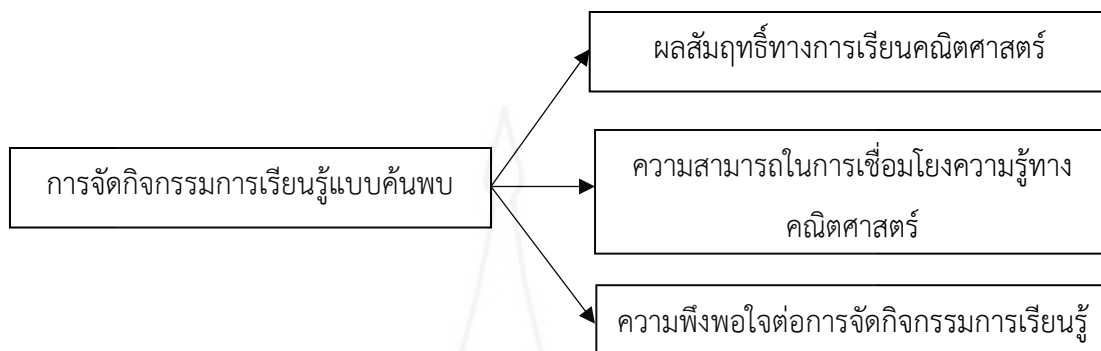 ผลสัมฤทธิ์ทางการเรียนคณิตศาสตร์
การจัดกิจกรรมการเรียนรู้แบบค้นพบ
ความสามารถในการเชื่อมโยงความรู้ทาง
คณิตศาสตร์
ความพึงพอใจต่อการจัดกิจกรรมการเรียนรู้